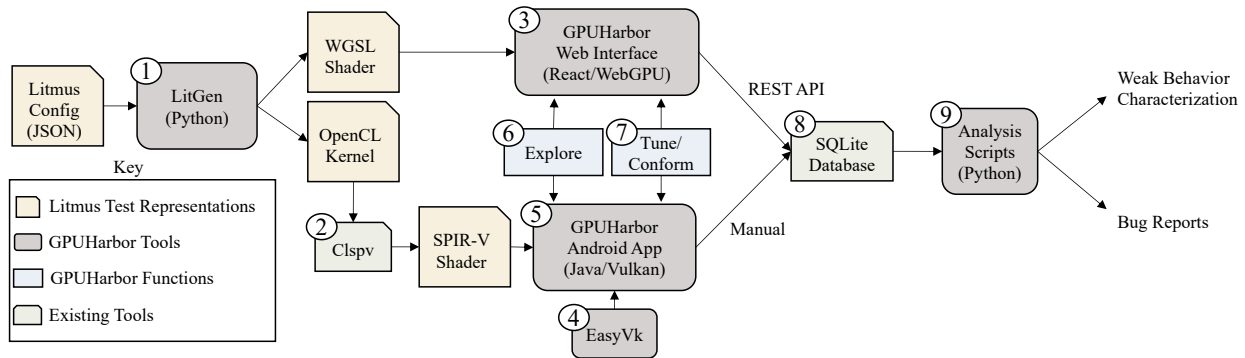 Litmus
Config
(JSON)
1
LitGen
(Python)
WGSL
Shader
OpenCL
Kernel
2
Clspv
SPIR-V
Shader
3
GPUHarbor
Web Interface
(React/WebGPU)
6
Explore
7
Tune/
Conform
5
GPUHarbor
Android App
(Java/Vulkan)
4
EasyVk
REST API
Manual
8
SQLite
Database
9
Analysis
Scripts
(Python)
Weak Behavior
Characterization
Bug Reports
Key
Litmus Test Representations
GPUHarbor Tools
GPUHarbor Functions
Existing Tools